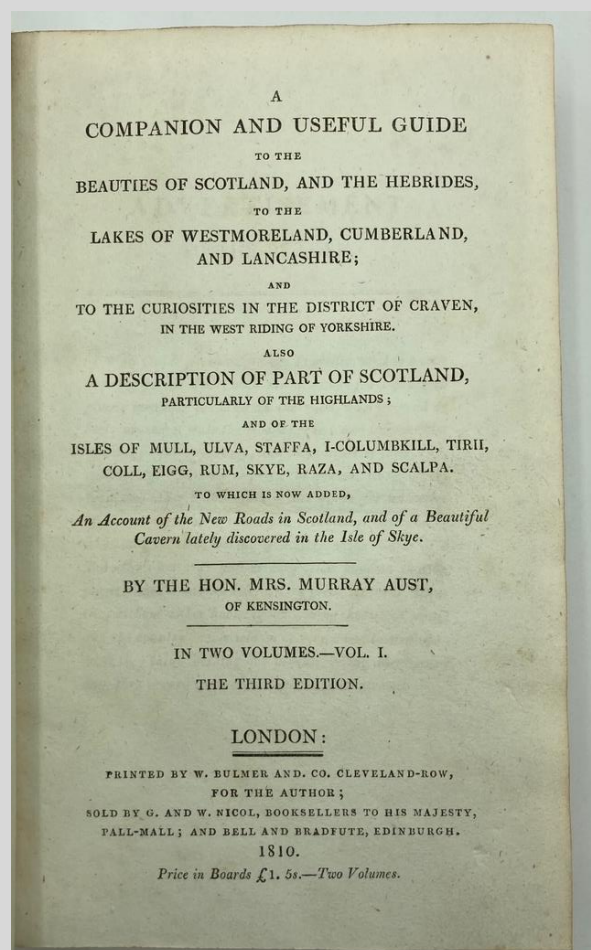 A
COMPANION AND USEFUL GUIDE
TO THE
BEAUTIES OF SCOTLAND, AND THE HEBRIDES,
TO THE
LAKES OF WESTMORELAND, CUMBERLAND,
AND LANCASHIRE;
AND
TO THE CURIOSITIES IN THE DISTRICT OF CRAVEN,
IN THE WEST RIDING OF YORKSHIRE.
ALSO
A DESCRIPTION OF PART OF SCOTLAND,
PARTICULARLY OF THE HIGHLANDS;
AND OF THE
ISLES OF MULL, ULVA, STAFFA, I-COLUMBKILL, TIRII,
COLL, EIGG, RUM, SKYE, RAZA, AND SCALPA.
TO WHICH IS NOW ADDED,
An Account of the New Roads in Scotland, and of a Beautiful
Cavern lately discovered in the Isle of Skye.
BY THE HON. MRS. MURRAY AUST,
OF KENSINGTON.
IN TWO VOLUMES.—VOL. I.
THE THIRD EDITION.
LONDON:
PRINTED BY W. BULMER AND. CO. CLEVELAND-ROW,
FOR THE AUTHOR;
SOLD BY G. AND W. NICOL, BOOKSELLERS TO HIS MAJESTY,
PALL-MALL; AND BELL AND BRADFUTE, EDINBURGH.
1810.
Price in Boards £1. 5s.—Two Volumes.